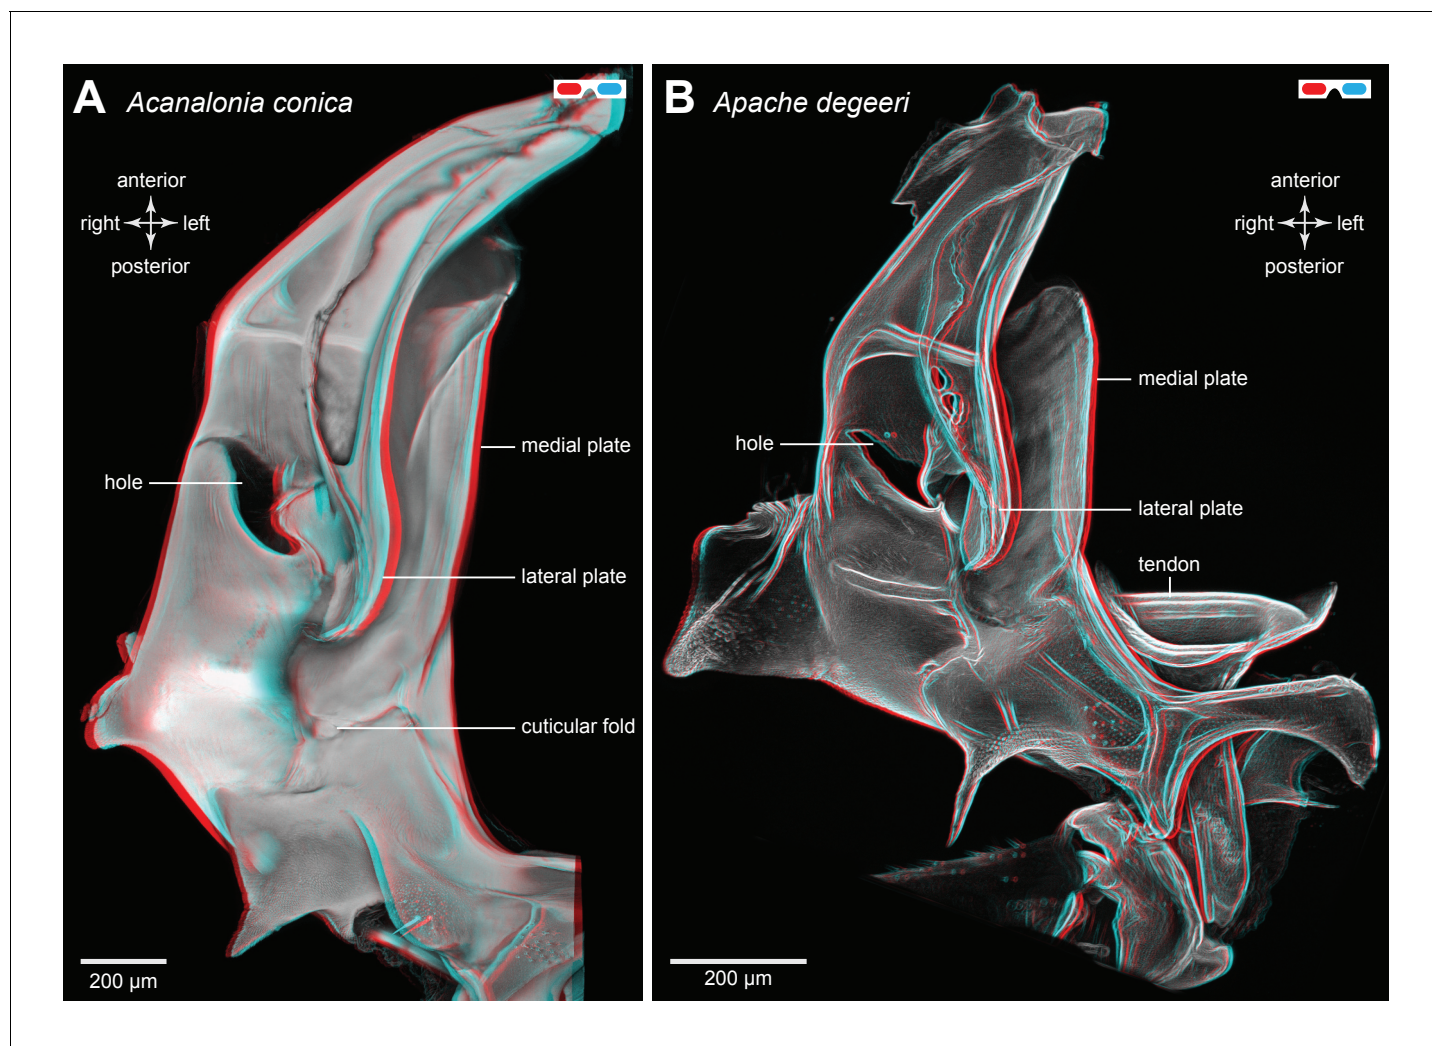 A Acanalonia conica
anterior
right left
posterior
hole
medial plate
lateral plate
cuticular fold
200 µm
B Apache degeeri
anterior
right left
posterior
medial plate
hole
lateral plate
tendon
200 µm